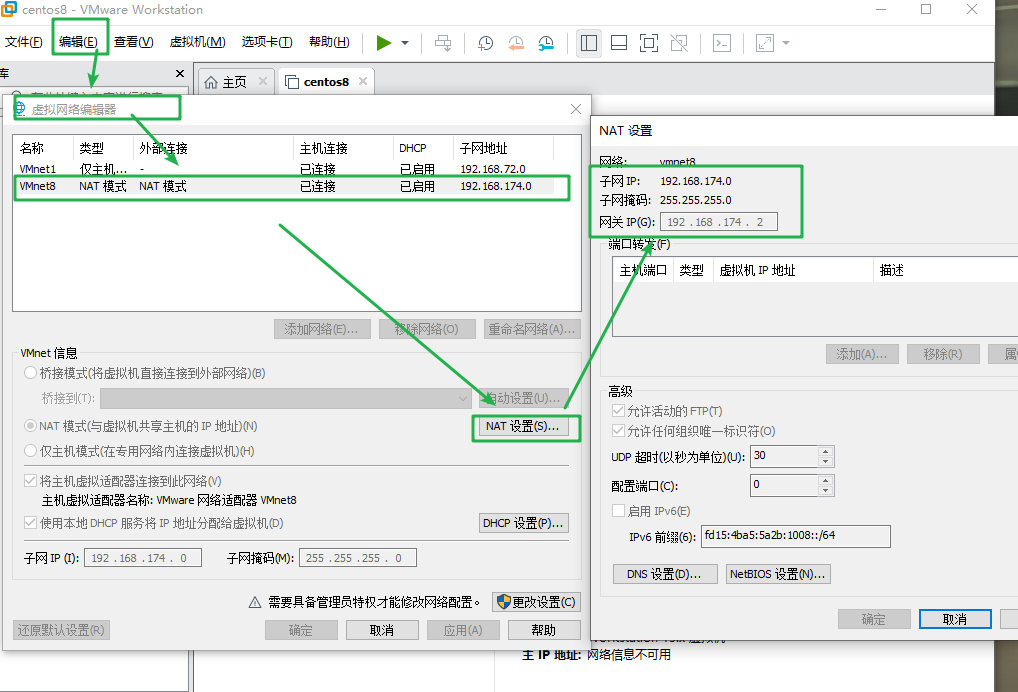 centos8 - VMware Workstation
文件(F) 编辑(E) 查看(V) 虚拟机(M) 选项卡(T) 帮助(H)
库
主页 centos8
虚拟网络编辑器
名称 类型 外部连接 主机连接 DHCP 子网地址
VMnet1 仅主机... - 已连接 已启用 192.168.72.0
VMnet8 NAT 模式 NAT 模式 已连接 已启用 192.168.174.0
添加网络(E)... 移除网络(O) 重命名网络(A)...
VMnet 信息
桥接模式(将虚拟机直接连接到外部网络)(B)
桥接到(T): 自动设置(U)...
NAT 模式(与虚拟机共享主机的 IP 地址)(N) NAT 设置(S)...
仅主机模式(在专用网络内连接虚拟机)(H)
将主机虚拟适配器连接到此网络(V)
主机虚拟适配器名称: VMware 网络适配器 VMnet8
使用本地 DHCP 服务将 IP 地址分配给虚拟机(D) DHCP 设置(P)...
子网 IP (I): 192 . 168 . 174 . 0 子网掩码(M): 255 . 255 . 255 . 0
需要具备管理员特权才能修改网络配置。 更改设置(C)
还原默认设置(R) 确定 取消 应用(A) 帮助
NAT 设置
网络: vmnet8
子网 IP: 192.168.174.0
子网掩码: 255.255.255.0
网关 IP(G): 192 . 168 . 174 . 2
端口转发(F)
主机端口 类型 虚拟机 IP 地址 描述
添加(A)... 移除(R)
高级
允许活动的 FTP(T)
允许任何组织唯一标识符(O)
UDP 超时(以秒为单位)(U): 30
配置端口(C): 0
启用 IPv6(E)
IPv6 前缀(6): fd15:4ba5:5a2b:1008::/64
DNS 设置(D)... NetBIOS 设置(N)...
确定 取消
主 IP 地址: 网络信息不可用